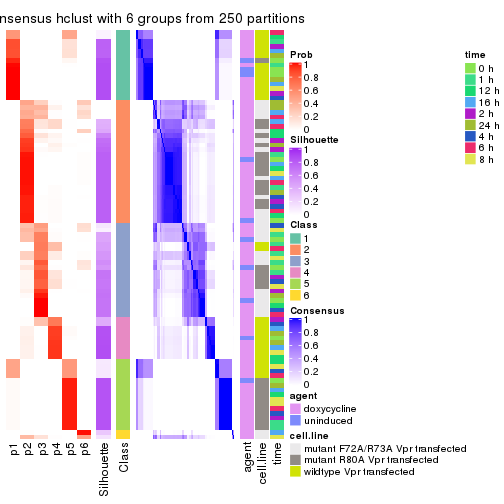 nsensus hclust with 6 groups from 250 partitions
Prob
1
0.8
0.6
0.4
0.2
0
Silhouette
1
0.8
0.6
0.4
0.2
0
Class
1
2
3
4
5
6
Consensus
1
0.8
0.6
0.4
0.2
0
agent
doxycycline
uninduced
cell.line
mutant F72A/R73A Vpr transfected
mutant R80A Vpr transfected
wildtype Vpr transfected
time
0 h
1 h
12 h
16 h
2 h
24 h
4 h
6 h
8 h
p1
p2
p3
p4
p5
p6
Silhouette
Class
agent
cell.line
time